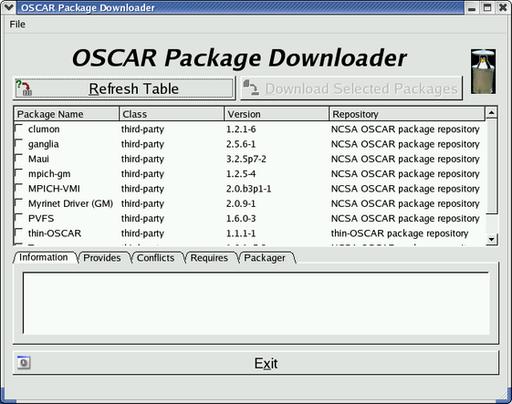 OSCAR Package Downloader
File
OSCAR Package Downloader
Refresh Table Download Selected Packages
Package Name Class Version Repository
clumon third-party 1.2.1-6 NCSA OSCAR package repository
ganglia third-party 2.5.6-1 NCSA OSCAR package repository
Maui third-party 3.2.5p7-2 NCSA OSCAR package repository
mpich-gm third-party 1.2.5-4 NCSA OSCAR package repository
MPICH-VMI third-party 2.0.b3p1-1 NCSA OSCAR package repository
Myrinet Driver (GM) third-party 2.0.9-1 NCSA OSCAR package repository
PVFS third-party 1.6.0-3 NCSA OSCAR package repository
thin-OSCAR third-party 1.1.1-1 thin-OSCAR package repository
Information Provides Conflicts Requires Packager
Exit